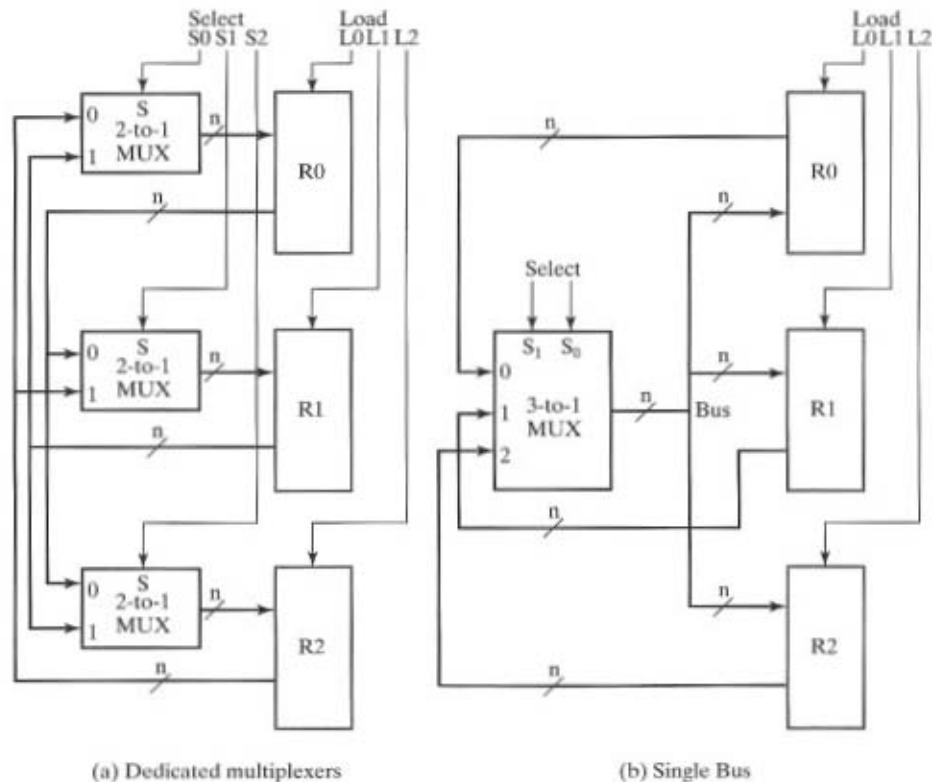 Select
S0 S1 S2
Load
L0 L1 L2
0
S
2-to-1
MUX
1
n
R0
n
0
S
2-to-1
MUX
1
n
R1
n
0
S
2-to-1
MUX
1
n
R2
n
(a) Dedicated multiplexers
Load
L0 L1 L2
n
R0
n
Select
S1 S0
0
1
2
3-to-1
MUX
n
Bus
n
R1
n
n
R2
n
(b) Single Bus